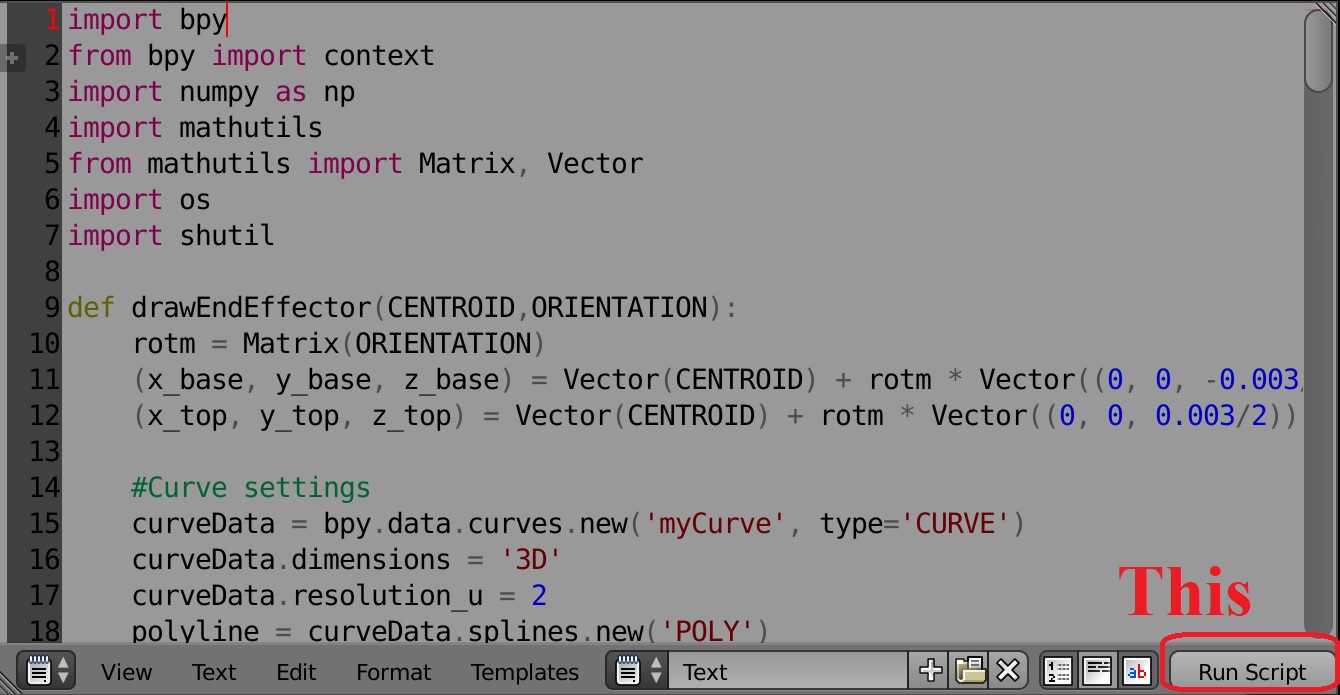 1 import bpy
2 from bpy import context
3 import numpy as np
4 import mathutils
5 from mathutils import Matrix, Vector
6 import os
7 import shutil
8
9 def drawEndEffector(CENTROID,ORIENTATION):
10     rotm = Matrix(ORIENTATION)
11     (x_base, y_base, z_base) = Vector(CENTROID) + rotm * Vector((0, 0, -0.003/
12     (x_top, y_top, z_top) = Vector(CENTROID) + rotm * Vector((0, 0, 0.003/2))
13
14     #Curve settings
15     curveData = bpy.data.curves.new('myCurve', type='CURVE')
16     curveData.dimensions = '3D'
17     curveData.resolution_u = 2
18     polyline = curveData.splines.new('POLY')
This
View Text Edit Format Templates Text ab Run Script